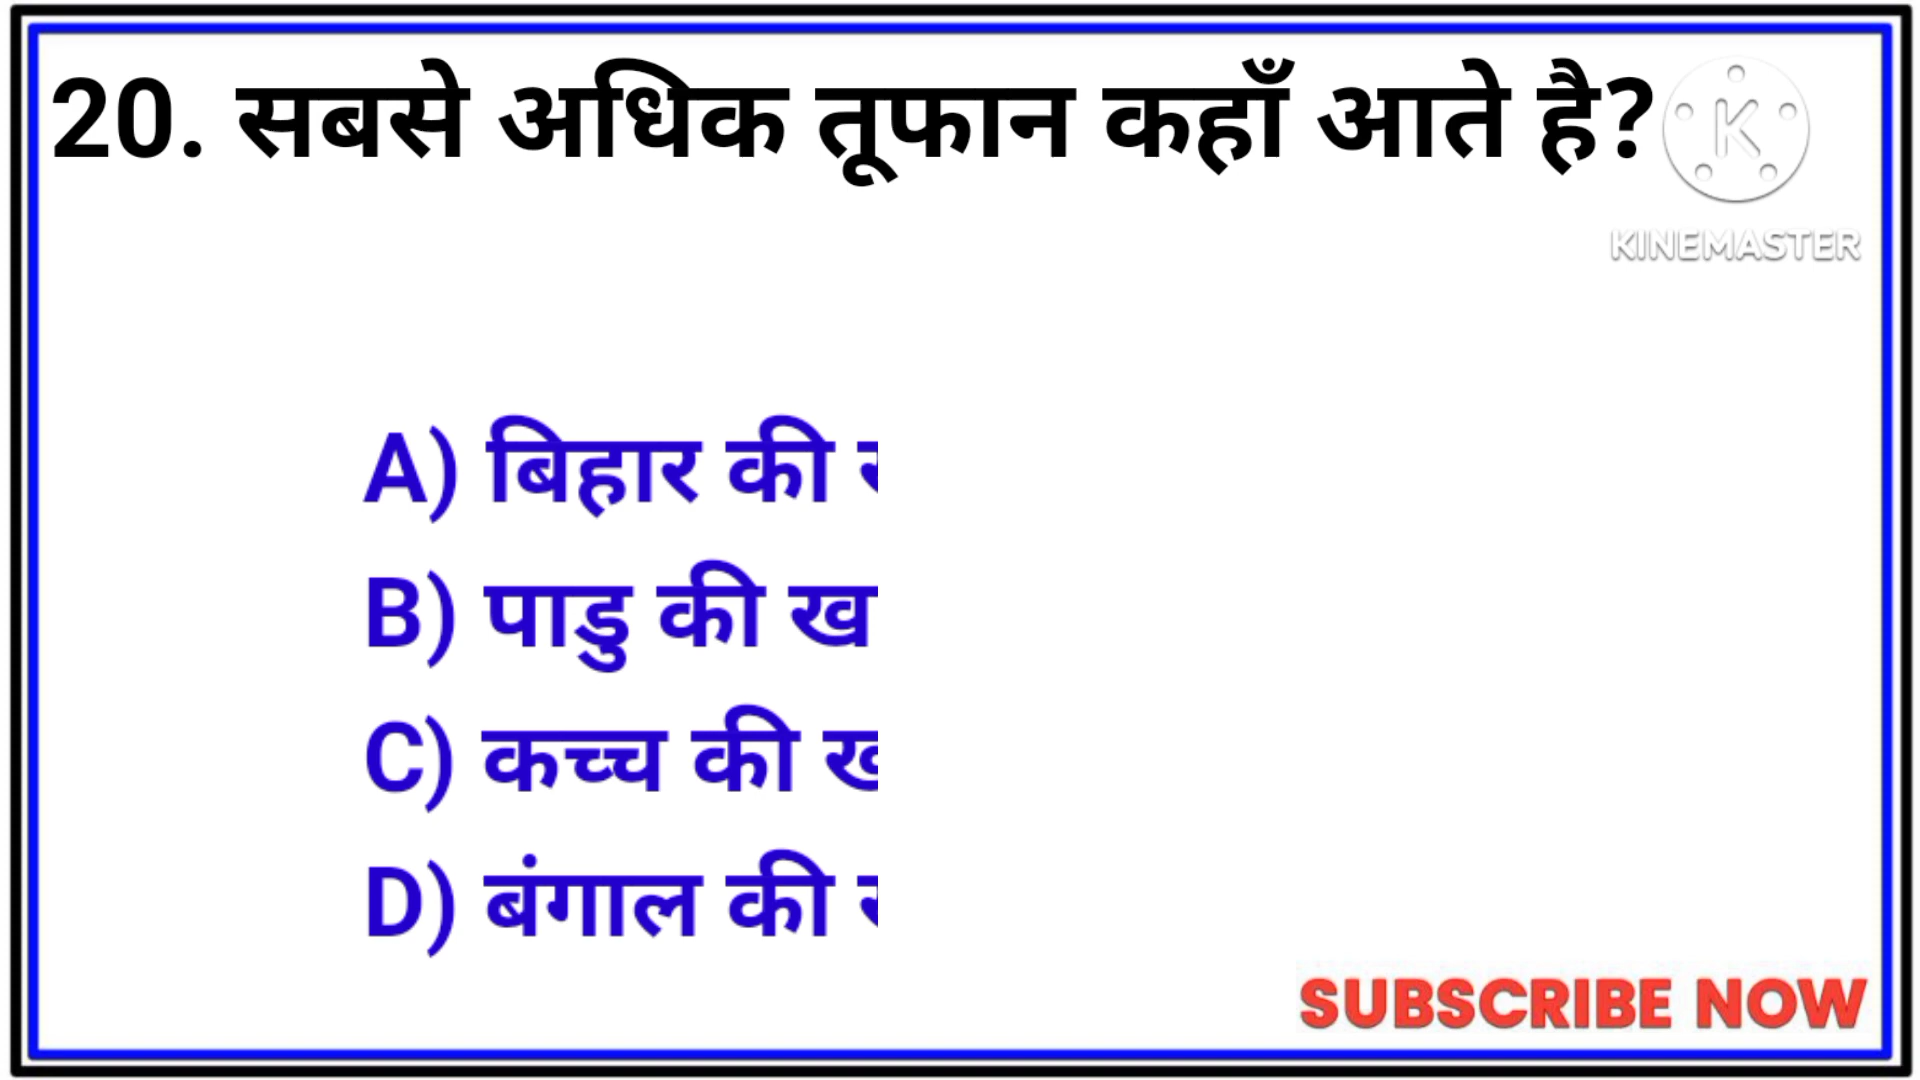 20. सबसे अधिक तूफान कहाँ आते है?
KINEMASTER
A) बिहार की
B) पाडु की
C) कच्च की
D) बंगाल की
SUBSCRIBE NOW